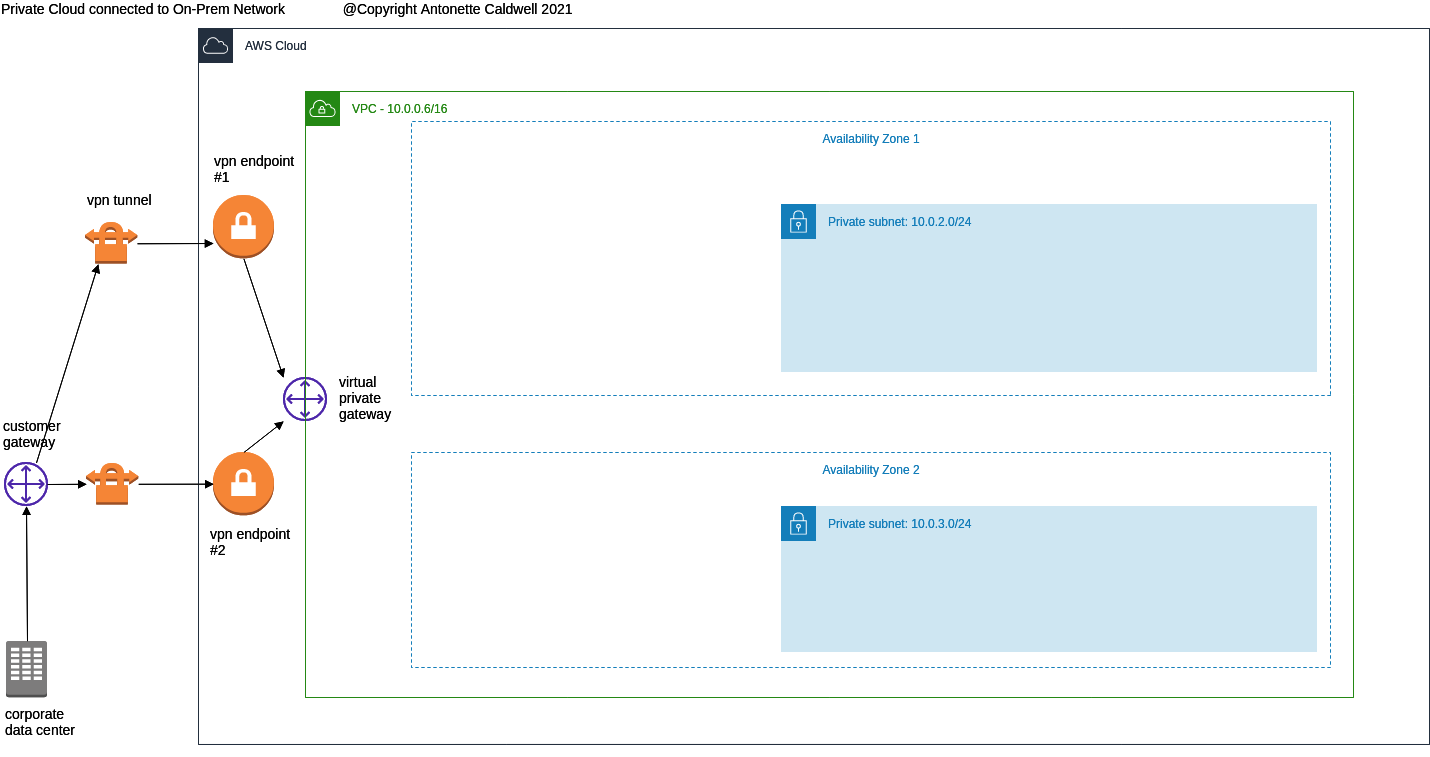 Private Cloud connected to On-Prem Network @Copyright Antonette Caldwell 2021
AWS Cloud
VPC - 10.0.0.6/16
Availability Zone 1
vpn endpoint
#1
vpn tunnel
Private subnet: 10.0.2.0/24
virtual
private
gateway
customer
gateway
Availability Zone 2
Private subnet: 10.0.3.0/24
vpn endpoint
#2
corporate
data center